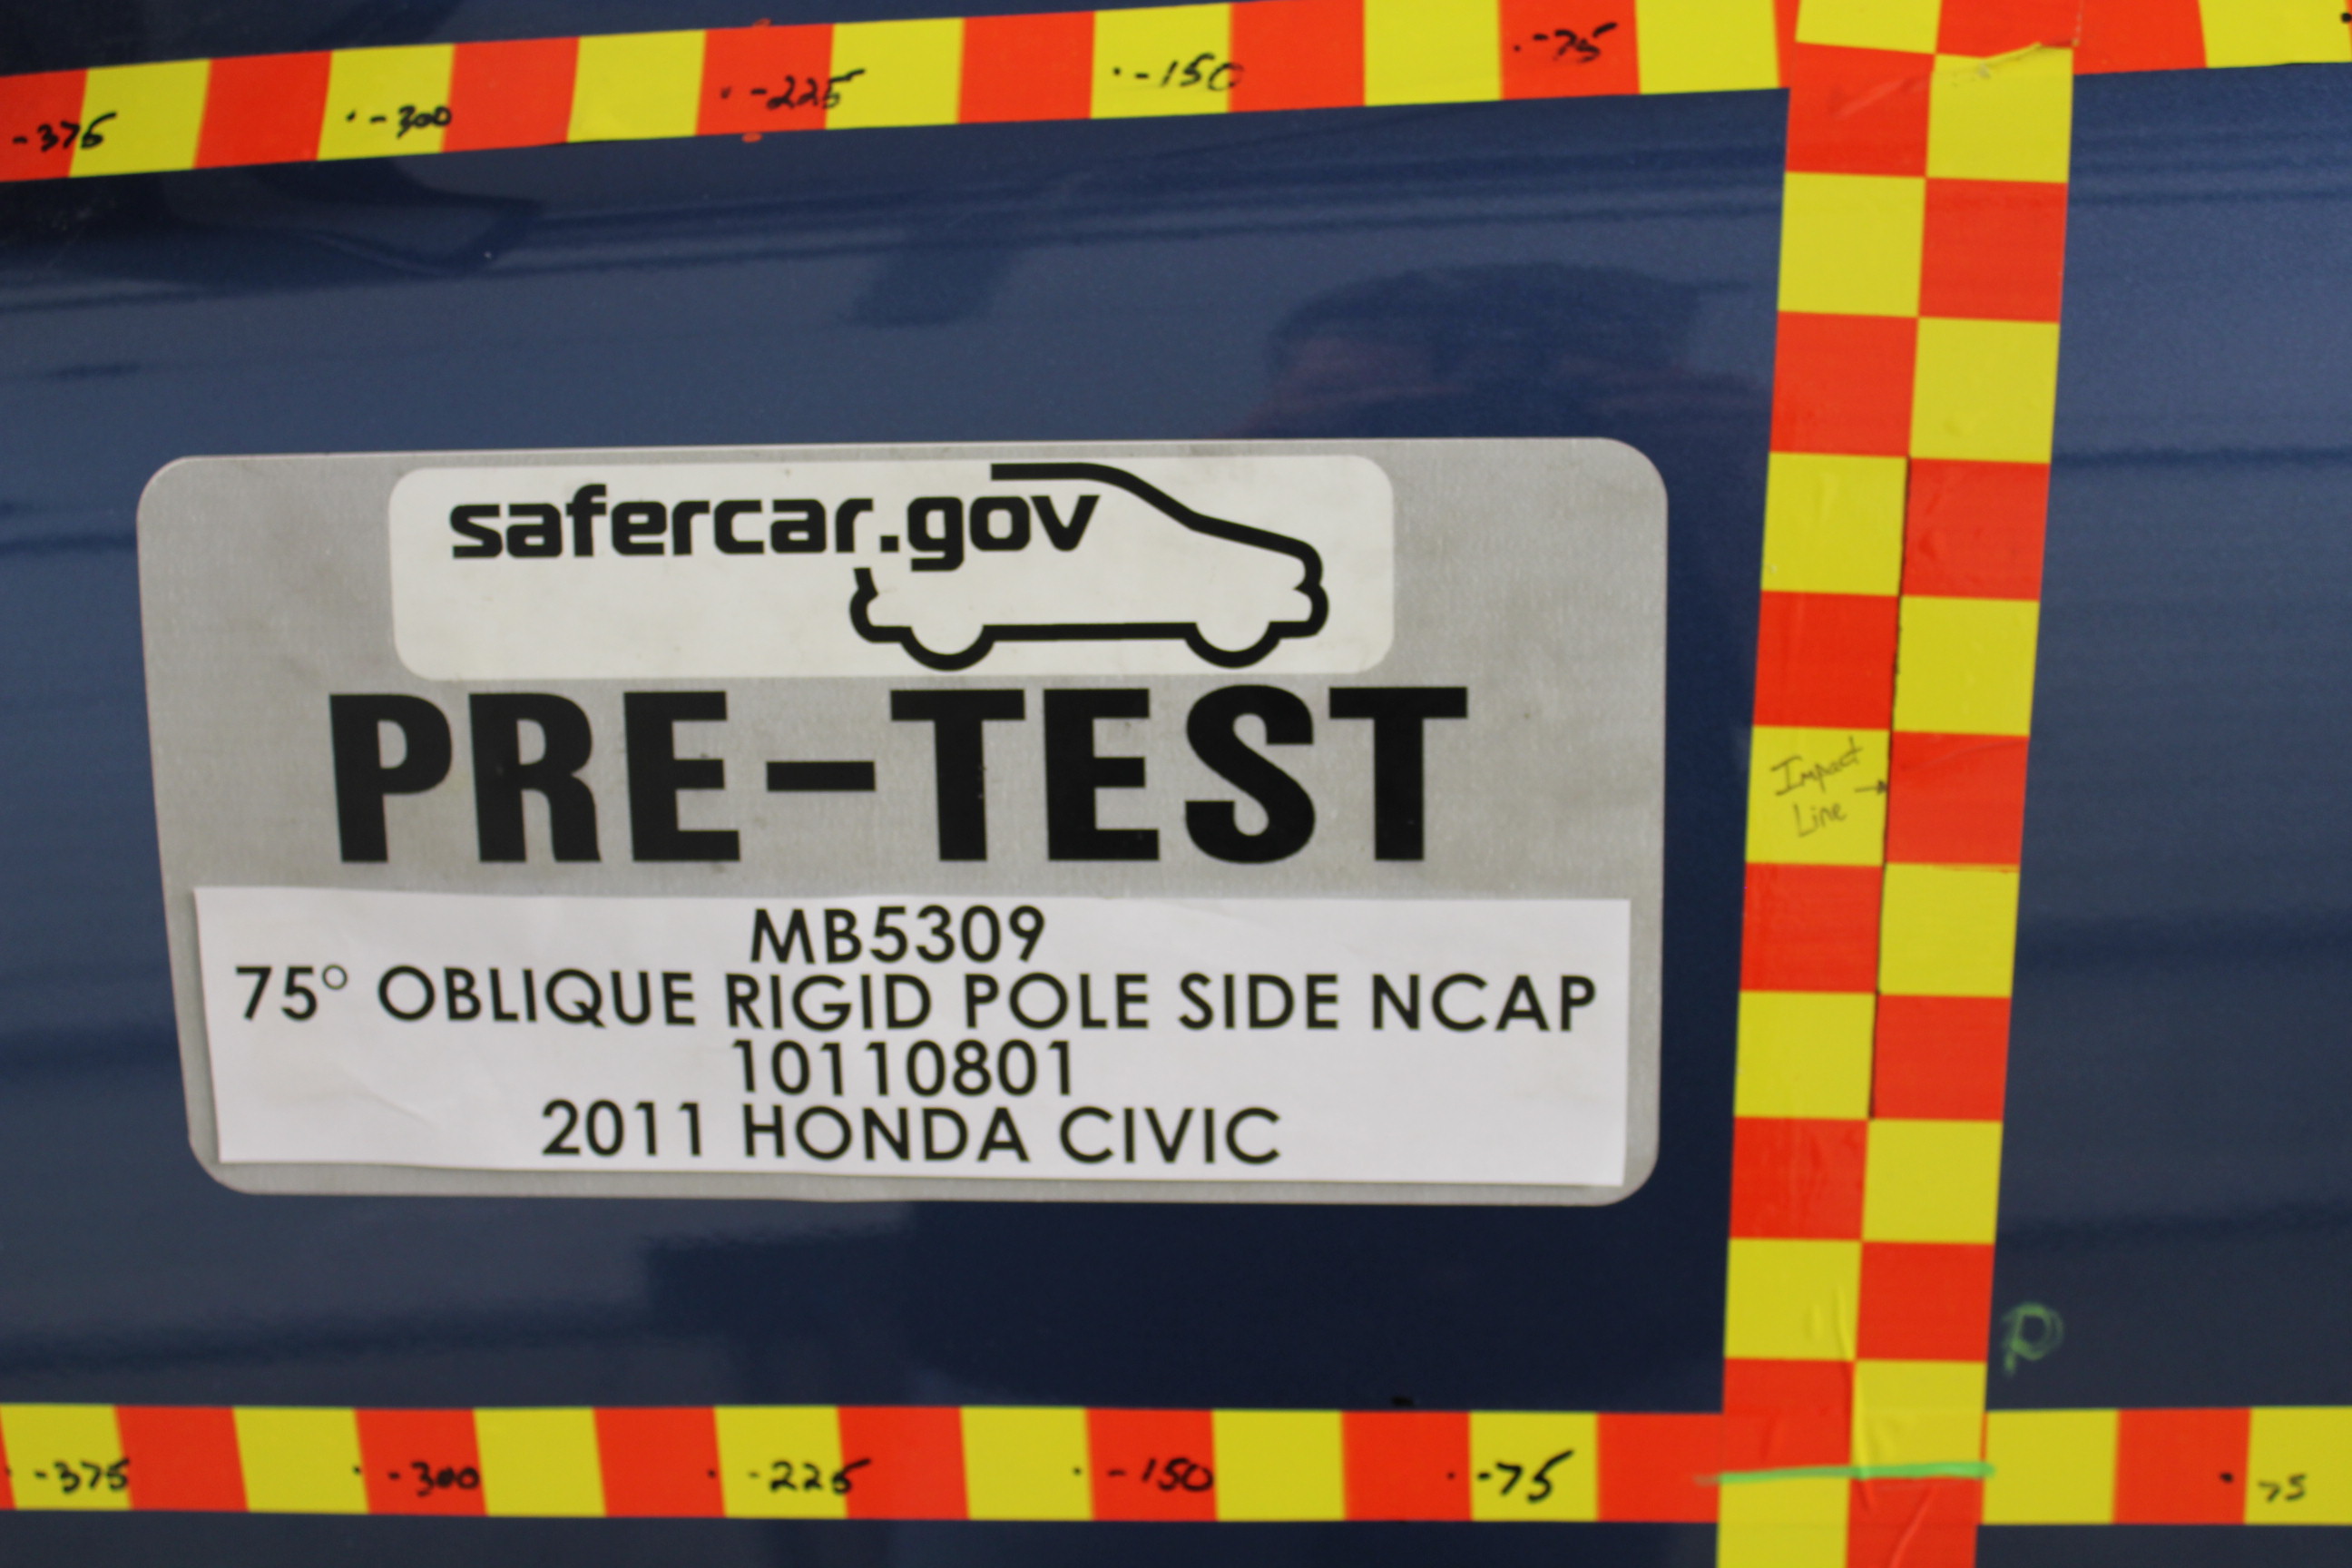 -375 -300 -225 -150 -75
safercar.gov
PRE-TEST
Impact
Line →
MB5309
75° OBLIQUE RIGID POLE SIDE NCAP
10110801
2011 HONDA CIVIC
P
-375 -300 -225 -150 -75 75